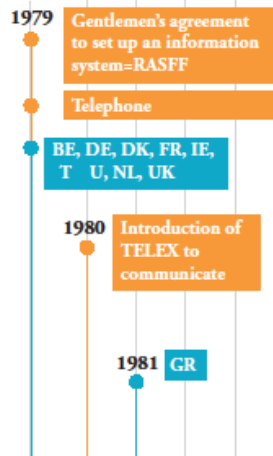 1979
Gentlemen's agreement
to set up an information
system=RASFF
Telephone
BE, DE, DK, FR, IE,
T U, NL, UK
1980
Introduction of
TELEX to
communicate
1981
GR